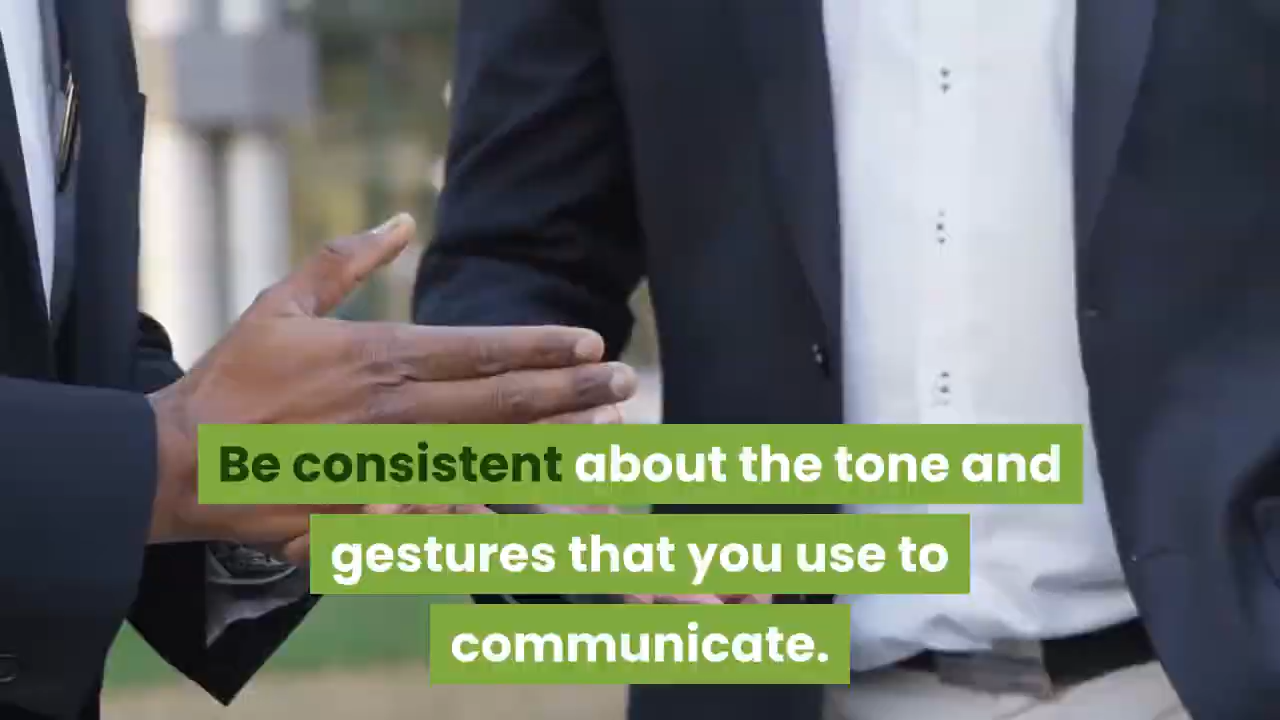 Be consistent about the tone and
gestures that you use to
communicate.